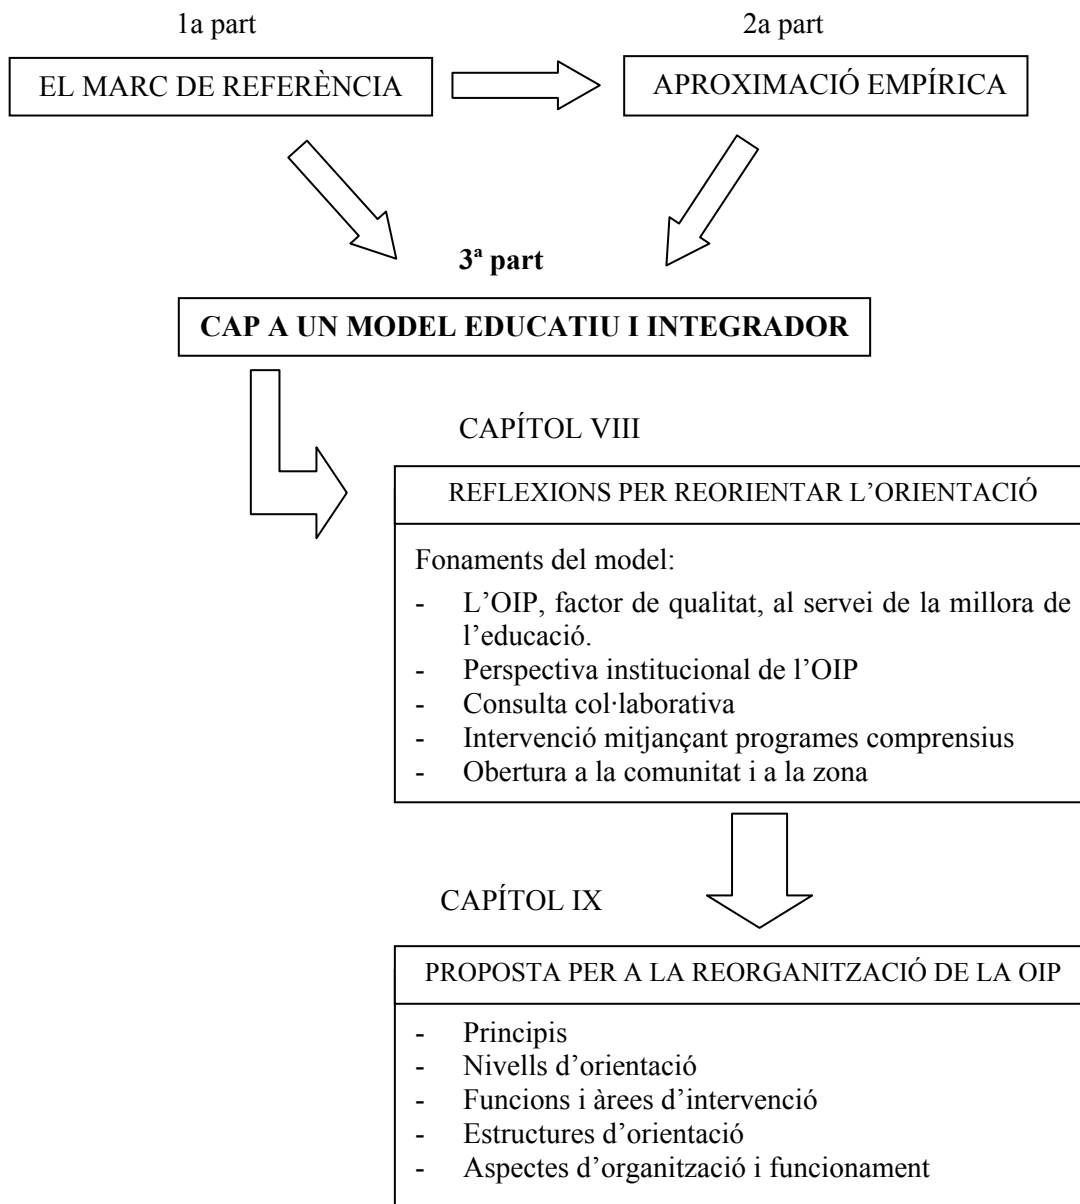 1a part
2a part
EL MARC DE REFERÈNCIA
APROXIMACIÓ EMPÍRICA
3ª part
CAP A UN MODEL EDUCATIU I INTEGRADOR
CAPÍTOL VIII
REFLEXIONS PER REORIENTAR L’ORIENTACIÓ
Fonaments del model:
- L’OIP, factor de qualitat, al servei de la millora de
l’educació.
- Perspectiva institucional de l’OIP
- Consulta col·laborativa
- Intervenció mitjançant programes comprensius
- Obertura a la comunitat i a la zona
CAPÍTOL IX
PROPOSTA PER A LA REORGANITZACIÓ DE LA OIP
- Principis
- Nivells d’orientació
- Funcions i àrees d’intervenció
- Estructures d’orientació
- Aspectes d’organització i funcionament